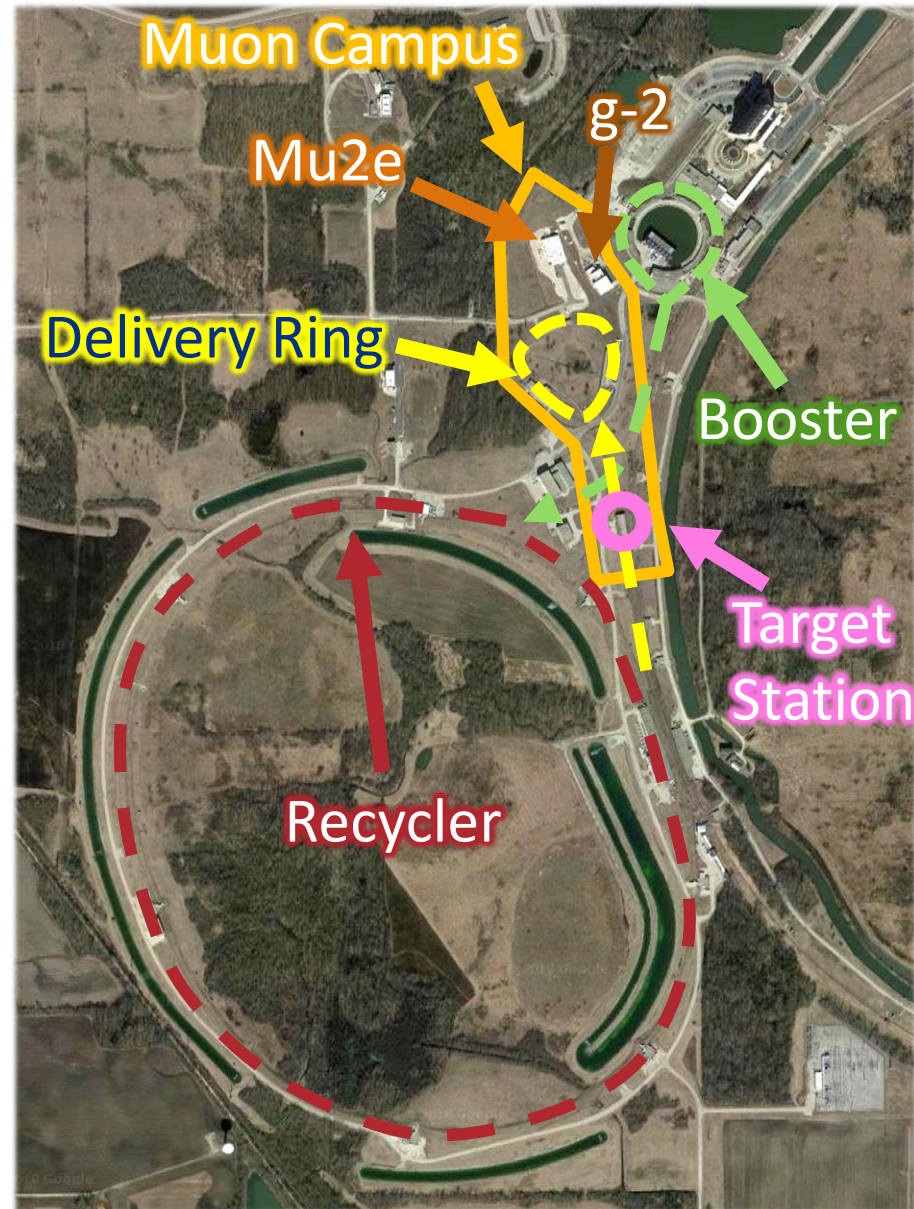 Muon Campus
g-2
Mu2e
Delivery Ring
Booster
Target
Station
Recycler